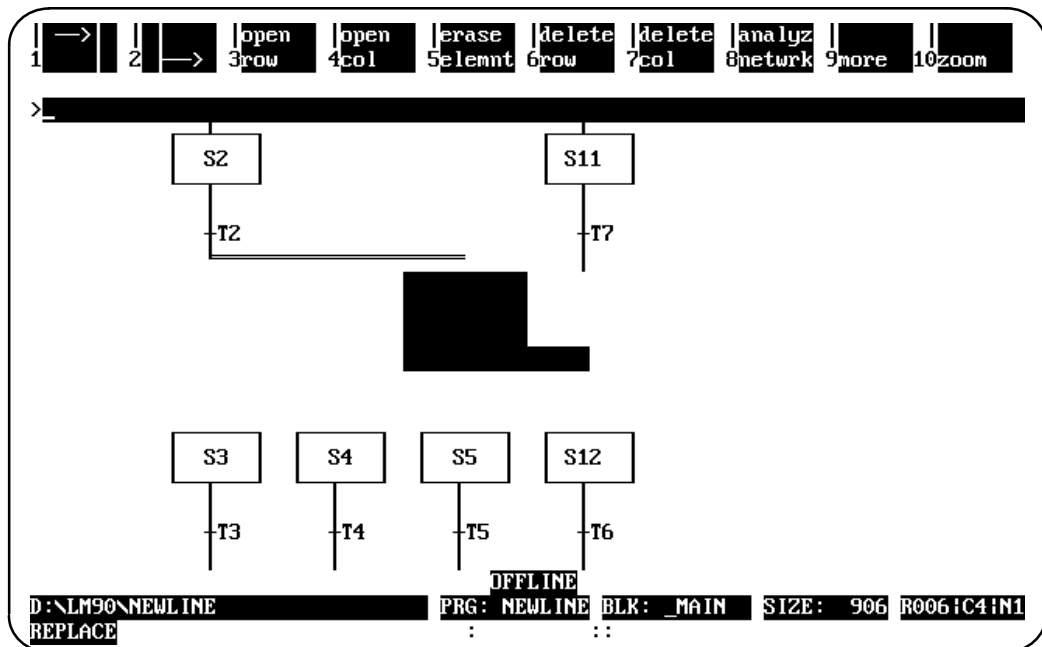 —> open open erase delete delete analyz
1 2 —> 3row 4col 5elemnt 6row 7col 8netwrk 9more 10zoom
>_
S2 S11
T2 T7
S3 S4 S5 S12
T3 T4 T5 T6
OFFLINE
D:\LM90\NEWLINE PRG: NEWLINE BLK: _MAIN SIZE: 906 R006¦C4¦N1
REPLACE : ::